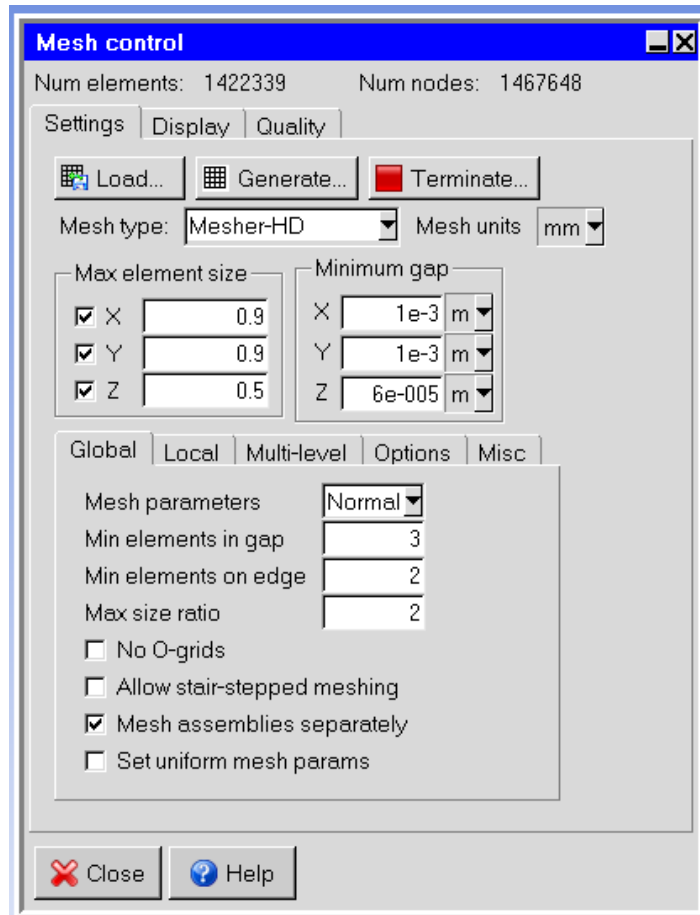 Mesh control
Num elements: 1422339 Num nodes: 1467648
Settings Display Quality
Load... Generate... Terminate...
Mesh type: Mesher-HD Mesh units mm
Max element size Minimum gap
X 0.9 X 1e-3 m
Y 0.9 Y 1e-3 m
Z 0.5 Z 6e-005 m
Global Local Multi-level Options Misc
Mesh parameters Normal
Min elements in gap 3
Min elements on edge 2
Max size ratio 2
No O-grids
Allow stair-stepped meshing
Mesh assemblies separately
Set uniform mesh params
Close Help